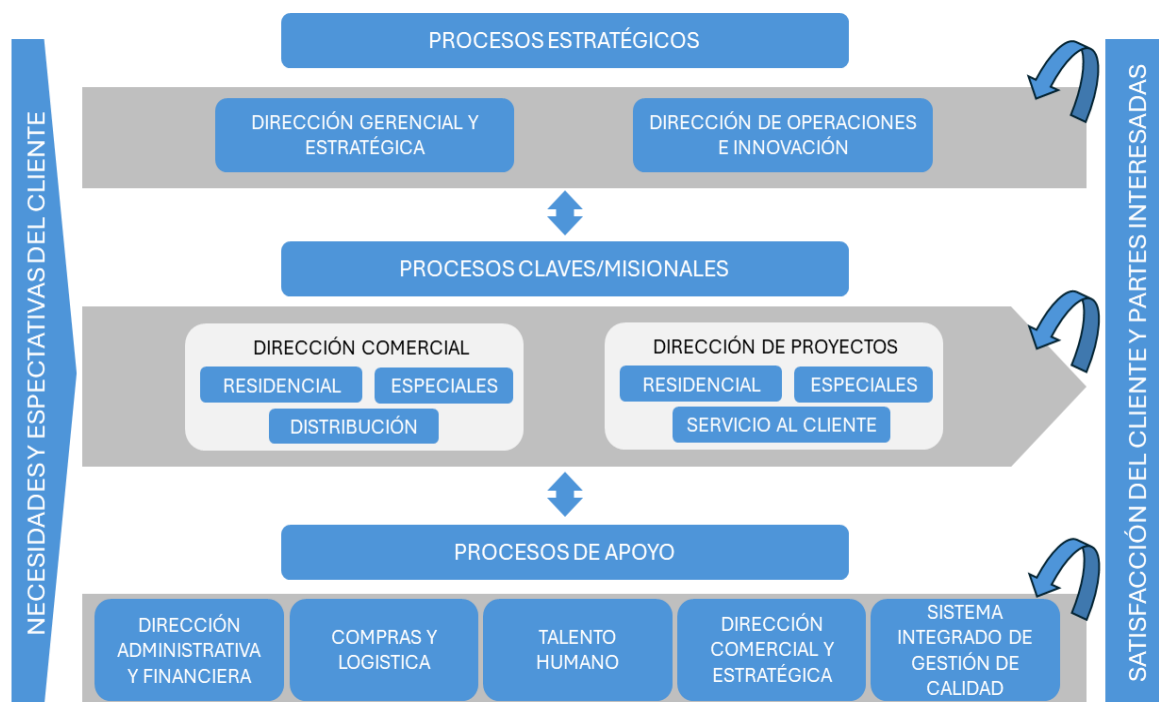 PROCESOS ESTRATÉGICOS
NECESIDADES Y ESPECTATIVAS DEL CLIENTE
DIRECCIÓN GERENCIAL Y
ESTRATÉGICA
DIRECCIÓN DE OPERACIONES
E INNOVACIÓN
PROCESOS CLAVES/MISIONALES
DIRECCIÓN COMERCIAL
RESIDENCIAL
ESPECIALES
DISTRIBUCIÓN
DIRECCIÓN DE PROYECTOS
RESIDENCIAL
ESPECIALES
SERVICIO AL CLIENTE
PROCESOS DE APOYO
DIRECCIÓN
ADMINISTRATIVA
Y FINANCIERA
COMPRAS Y
LOGISTICA
TALENTO
HUMANO
DIRECCIÓN
COMERCIAL Y
ESTRATÉGICA
SISTEMA
INTEGRADO DE
GESTIÓN DE
CALIDAD
SATISFACCIÓN DEL CLIENTE Y PARTES INTERESADAS